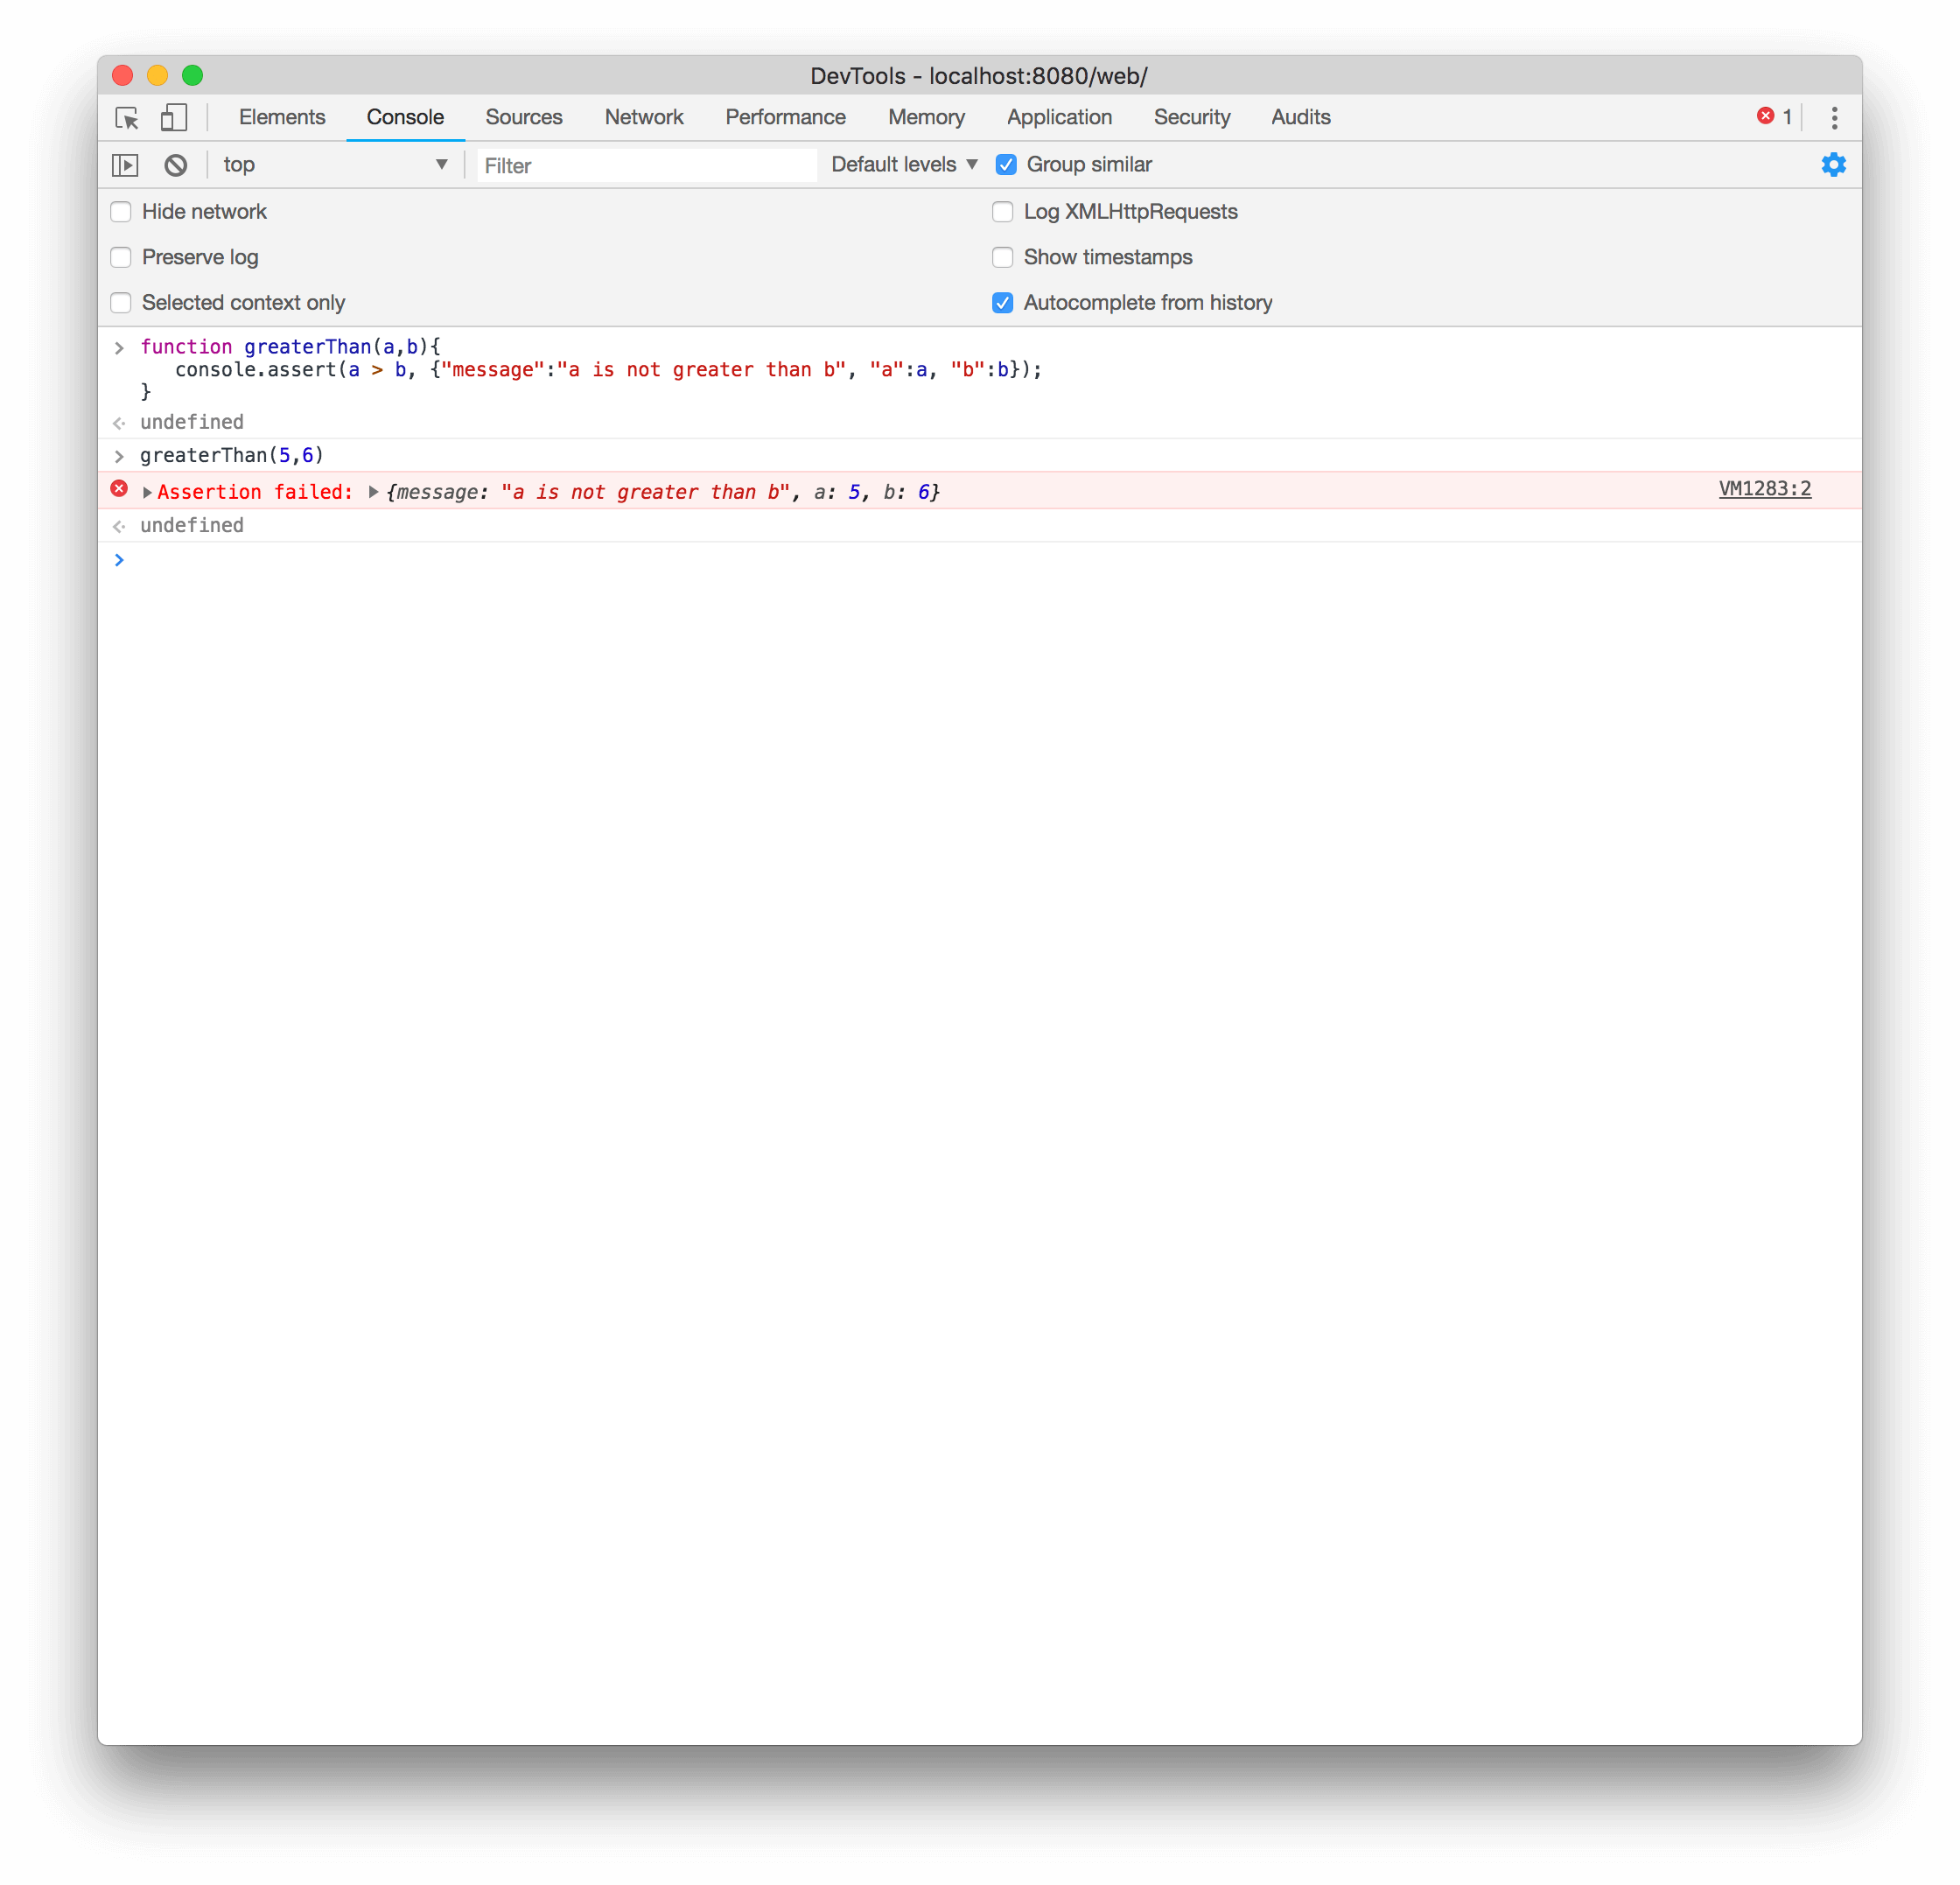 DevTools - localhost:8080/web/
Elements Console Sources Network Performance Memory Application Security Audits 1
top Filter Default levels Group similar
Hide network Log XMLHttpRequests
Preserve log Show timestamps
Selected context only Autocomplete from history
function greaterThan(a,b){
console.assert(a > b, {"message":"a is not greater than b", "a":a, "b":b});
}
undefined
greaterThan(5,6)
Assertion failed: {message: "a is not greater than b", a: 5, b: 6} VM1283:2
undefined